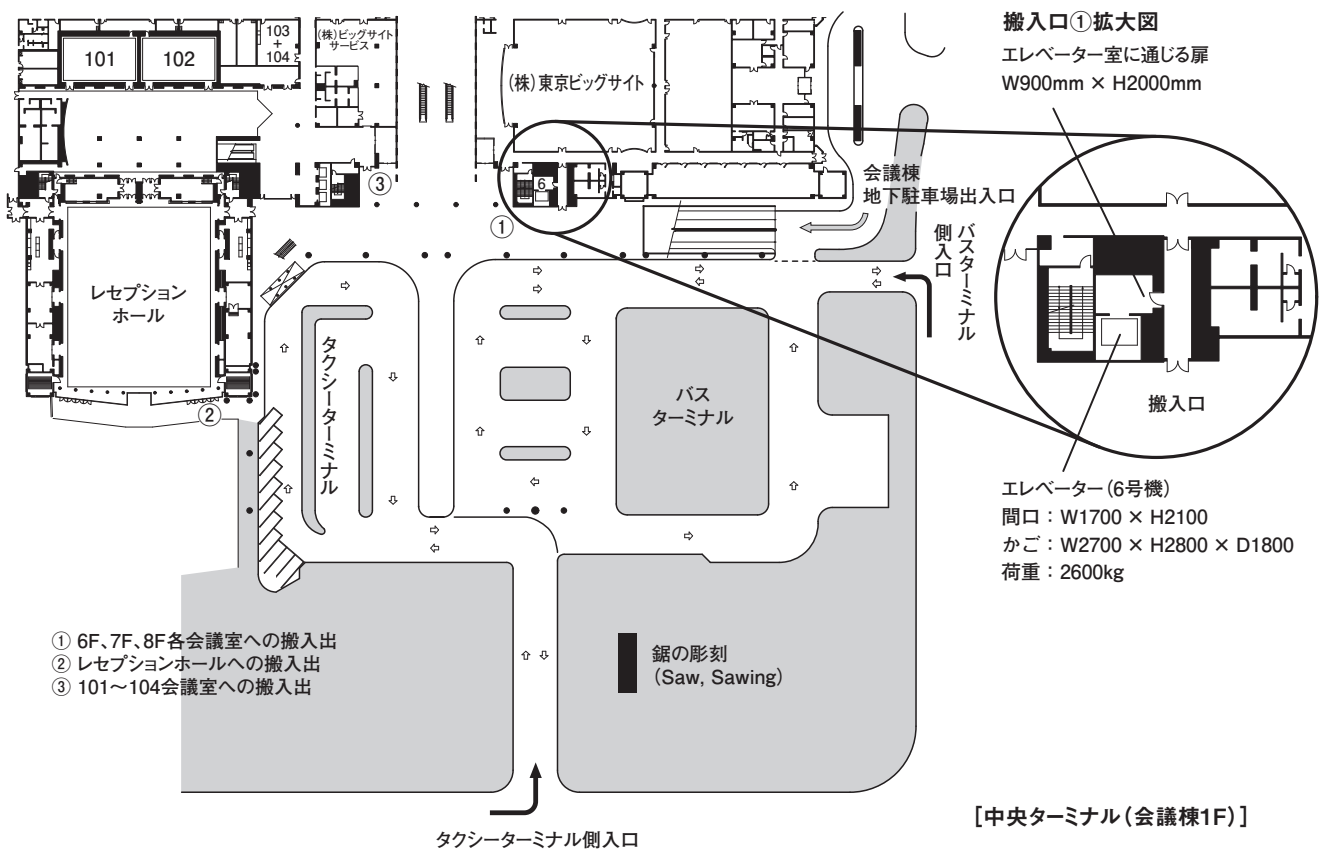 101
102
103
+
104
(株)ビッグサイト
サービス
(株)東京ビッグサイト
6
③
①
レセプション
ホール
②
タクシーターミナル
バス
ターミナル
会議棟
地下駐車場出入口
バスターミナル
側入口
搬入口①拡大図
エレベーター室に通じる扉
W900mm × H2000mm
搬入口
エレベーター(6号機)
間口:W1700 × H2100
かご:W2700 × H2800 × D1800
荷重:2600kg
① 6F、7F、8F各会議室への搬入出
② レセプションホールへの搬入出
③ 101〜104会議室への搬入出
鋸の彫刻
(Saw, Sawing)
タクシーターミナル側入口
[中央ターミナル(会議棟1F)]